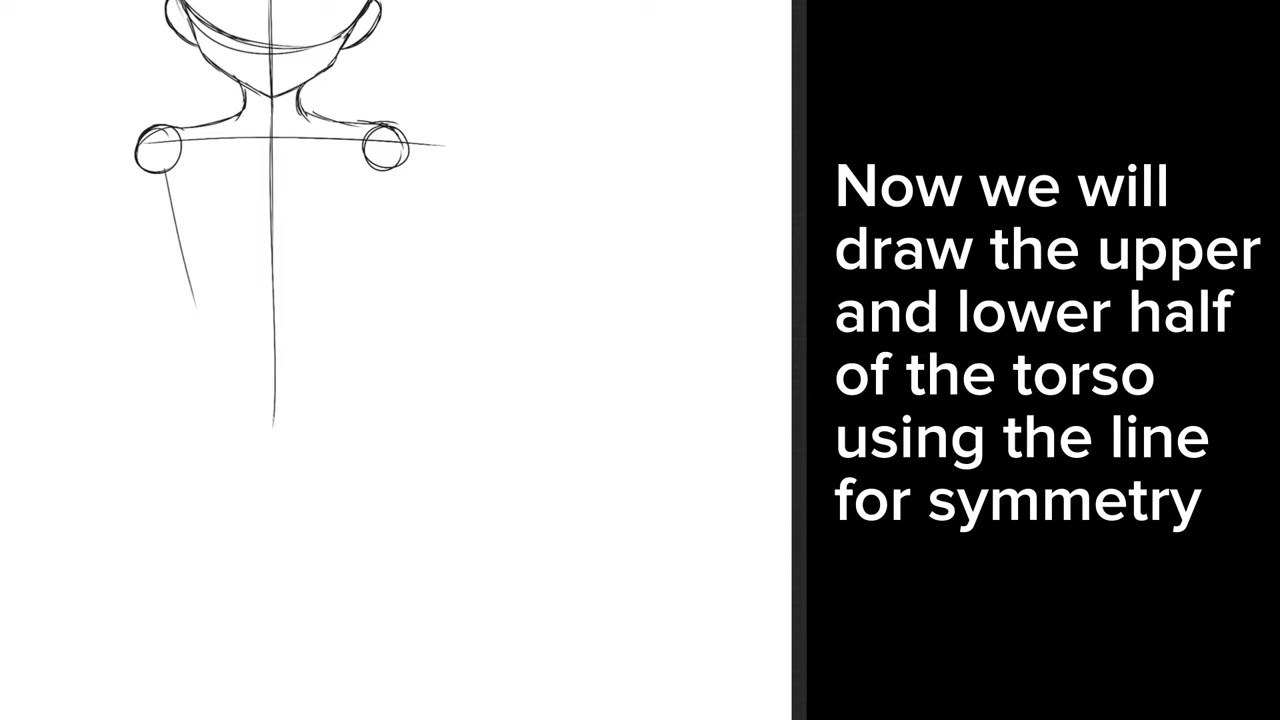 Now we will
draw the upper
and lower half
of the torso
using the line
for symmetry